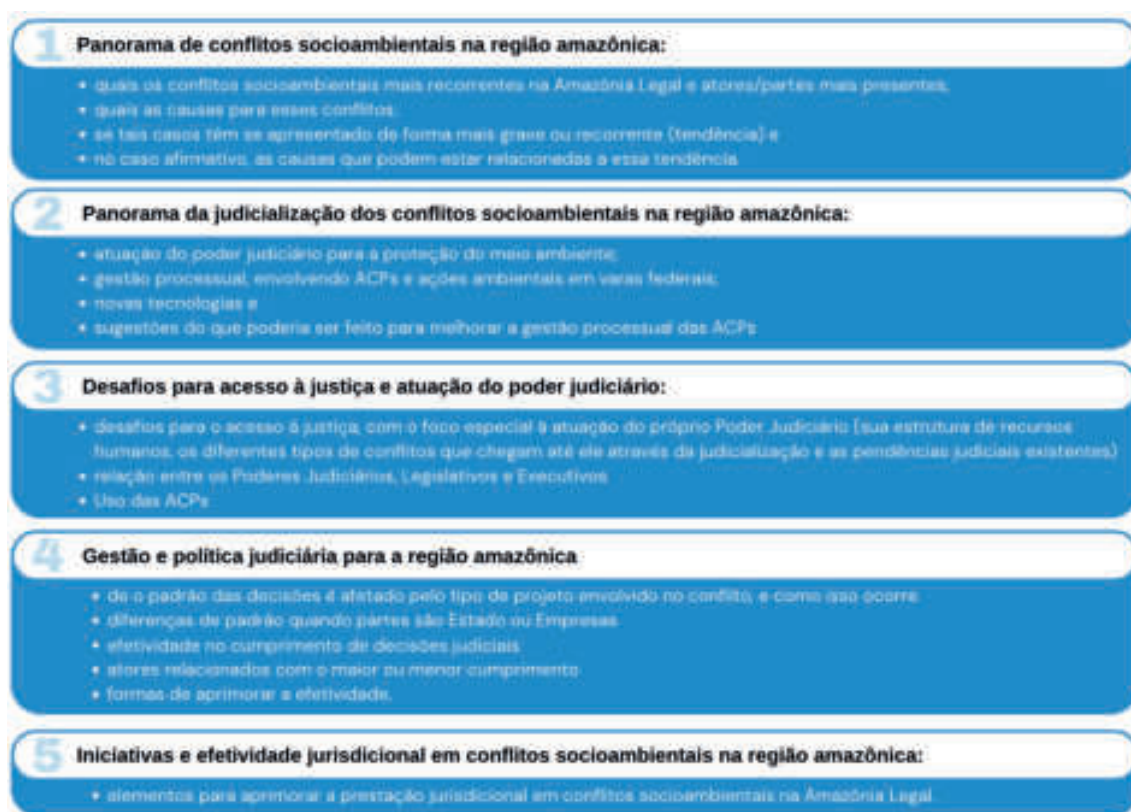 1 Panorama de conflitos socioambientais na região amazônica:
• quais os conflitos socioambientais mais recorrentes na Amazônia Legal e atores/partes mais presentes;
• quais as causas para esses conflitos;
• se tais casos têm se apresentado de forma mais grave ou recorrente (tendência) e
• no caso afirmativo, as causas que podem estar relacionadas a essa tendência
2 Panorama da judicialização dos conflitos socioambientais na região amazônica:
• atuação do poder judiciário para a proteção do meio ambiente;
• gestão processual, envolvendo ACPs e ações ambientais em varas federais;
• novas tecnologias e
• sugestões do que poderia ser feito para melhorar a gestão processual das ACPs
3 Desafios para acesso à justiça e atuação do poder judiciário:
• desafios para o acesso à justiça, com o foco especial à atuação do próprio Poder Judiciário (sua estrutura de recursos
humanos, os diferentes tipos de conflitos que chegam até ele através da judicialização e as pendências judiciais existentes)
• relação entre os Poderes Judiciários, Legislativos e Executivos
• Uso das ACPs
4 Gestão e política judiciária para a região amazônica
• de o padrão das decisões é afetado pelo tipo de projeto envolvido no conflito, e como isso ocorre
• diferenças de padrão quando partes são Estado ou Empresas
• efetividade no cumprimento de decisões judiciais
• atores relacionados com o maior ou menor cumprimento
• formas de aprimorar a efetividade.
5 Iniciativas e efetividade jurisdicional em conflitos socioambientais na região amazônica:
• elementos para aprimorar a prestação jurisdicional em conflitos socioambientais na Amazônia Legal.